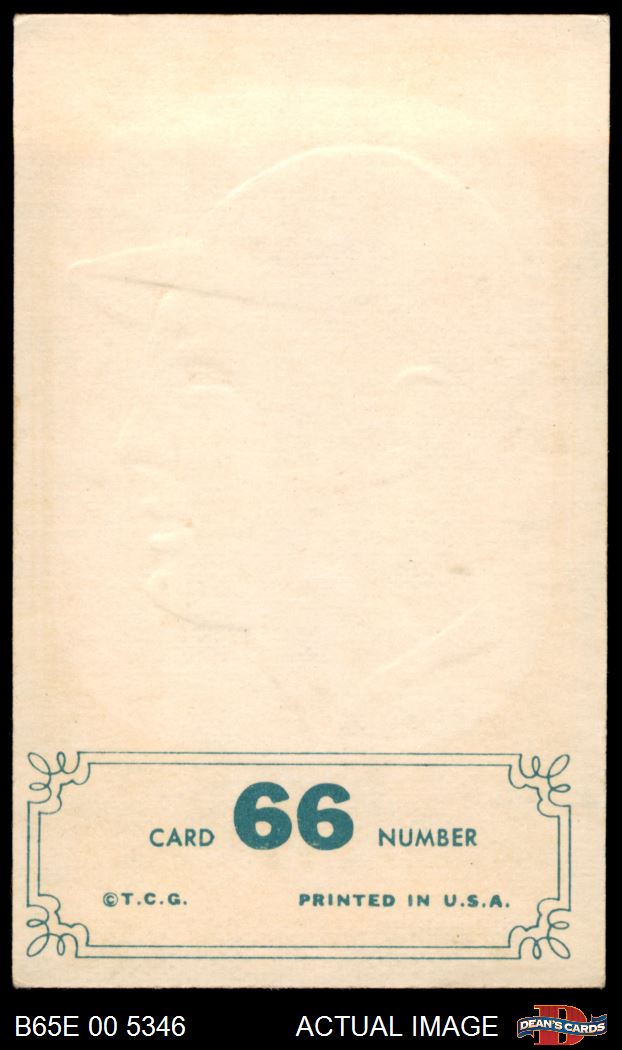 CARD 66 NUMBER
©T.C.G. PRINTED IN U.S.A.
B65E 00 5346 ACTUAL IMAGE DEAN'S CARDS